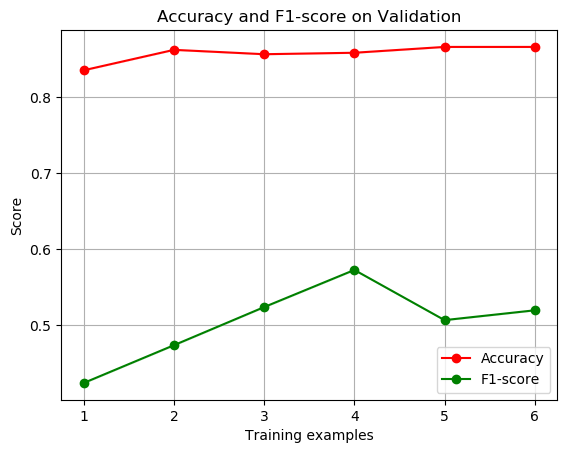 Accuracy and F1-score on Validation
Score
0.8
0.7
0.6
0.5
1 2 3 4 5 6
Training examples
Accuracy
F1-score